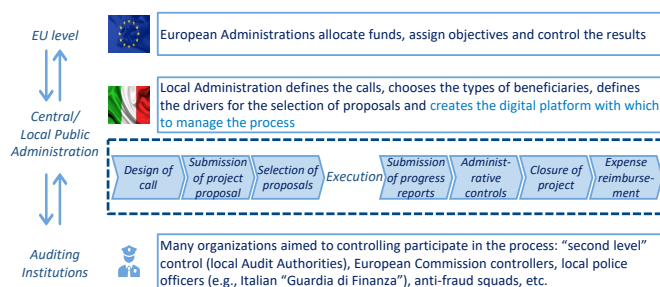 EU level
European Administrations allocate funds, assign objectives and control the results
Central/
Local Public
Administration
Local Administration defines the calls, chooses the types of beneficiaries, defines
the drivers for the selection of proposals and creates the digital platform with which
to manage the process
Design of
call
Submission
of project
proposal
Selection of
proposals
Execution
Submission
of progress
reports
Administ-
rative
controls
Closure of
project
Expense
reimburse-
ment
Auditing
Institutions
Many organizations aimed to controlling participate in the process: “second level”
control (local Audit Authorities), European Commission controllers, local police
officers (e.g., Italian “Guardia di Finanza”), anti-fraud squads, etc.